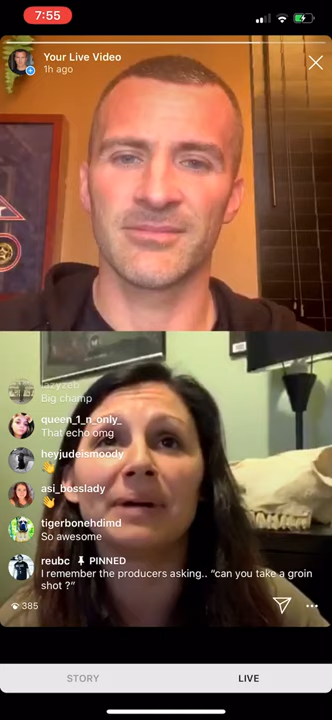 7:55
Your Live Video
1h ago
lazyzeb
Big champ
queen_1_n_only_
That echo omg
heyjudeismoody
👋
asi_bosslady
👋
tigerbonehdimd
So awesome
reubc PINNED
I remember the producers asking.. “can you take a groin
shot ?”
385
STORY
LIVE